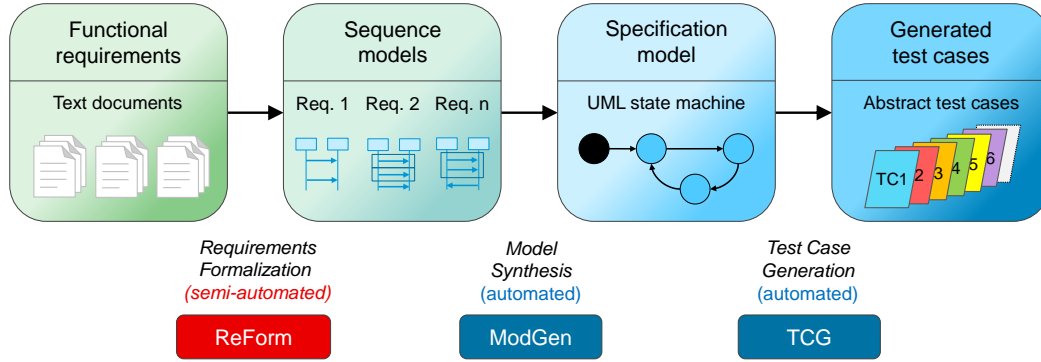 Functional
requirements
Text documents
Sequence
models
Req. 1 Req. 2 Req. n
Specification
model
UML state machine
Generated
test cases
Abstract test cases
TC1 2 3 4 5 6
Requirements
Formalization
(semi-automated)
ReForm
Model
Synthesis
(automated)
ModGen
Test Case
Generation
(automated)
TCG